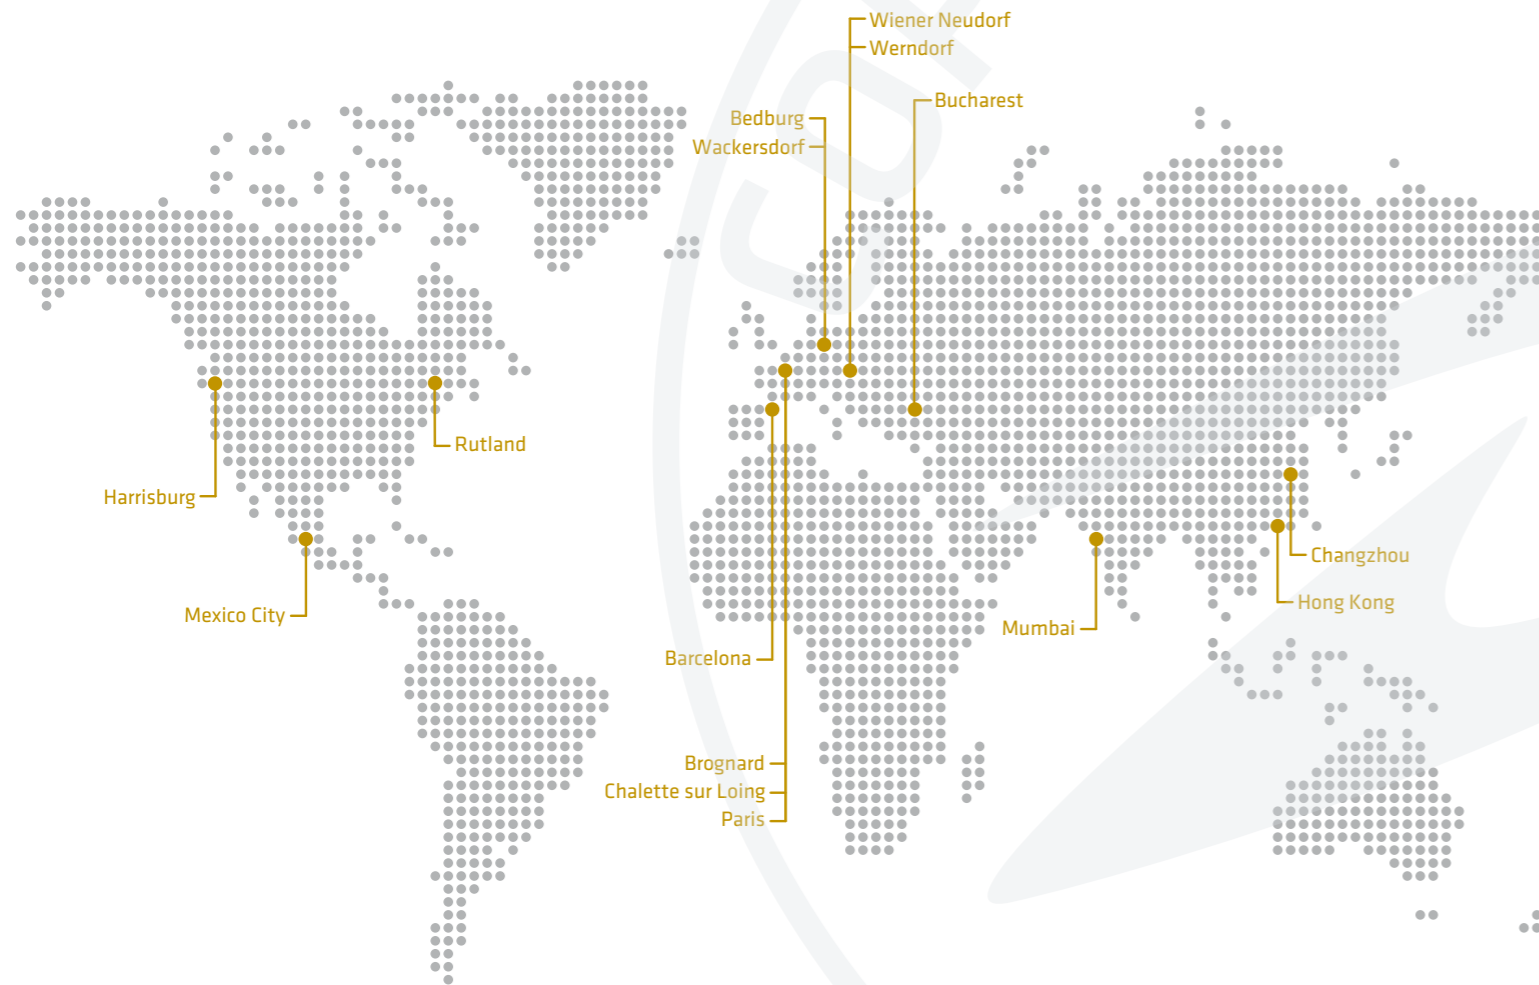 Wiener Neudorf
Werndorf
Bucharest
Bedburg
Wackersdorf
Rutland
Harrisburg
Mexico City
Changzhou
Hong Kong
Mumbai
Barcelona
Brognard
Chalette sur Loing
Paris